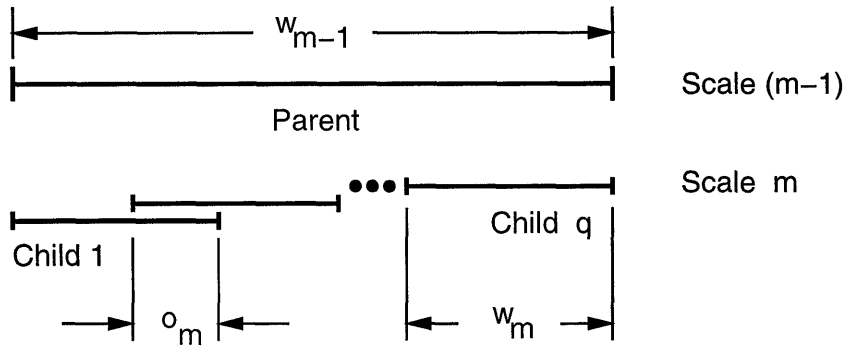 w_{m−1}
Scale (m−1)
Parent
Scale m
Child q
Child 1
o_m
w_m